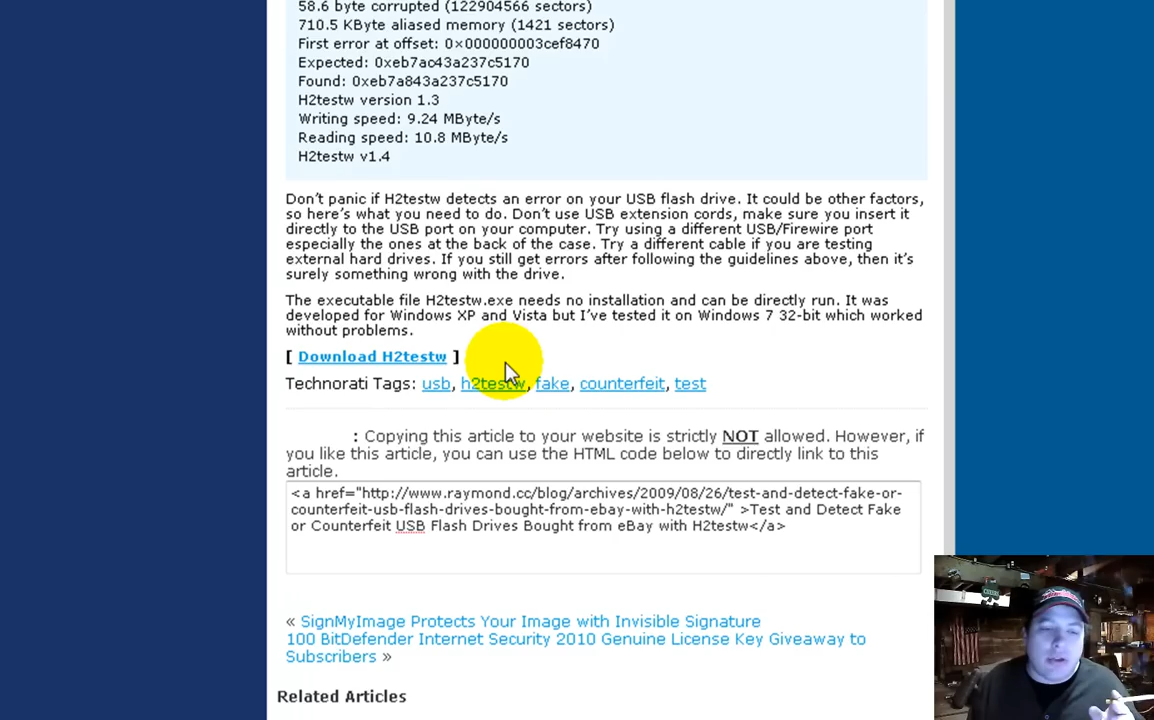 58.6 byte corrupted (122904566 sectors)
710.5 KByte aliased memory (1421 sectors)
First error at offset: 0×000000003cef8470
Expected: 0xeb7ac43a237c5170
Found: 0xeb7a843a237c5170
H2testw version 1.3
Writing speed: 9.24 MByte/s
Reading speed: 10.8 MByte/s
H2testw v1.4
Don't panic if H2testw detects an error on your USB flash drive. It could be other factors,
so here's what you need to do. Don't use USB extension cords, make sure you insert it
directly to the USB port on your computer. Try using a different USB/Firewire port
especially the ones at the back of the case. Try a different cable if you are testing
external hard drives. If you still get errors after following the guidelines above, then it's
surely something wrong with the drive.
The executable file H2testw.exe needs no installation and can be directly run. It was
developed for Windows XP and Vista but I've tested it on Windows 7 32-bit which worked
without problems.
[ Download H2testw ]
Technorati Tags: usb, h2testw, fake, counterfeit, test
: Copying this article to your website is strictly NOT allowed. However, if
you like this article, you can use the HTML code below to directly link to this
article.
<a href="http://www.raymond.cc/blog/archives/2009/08/26/test-and-detect-fake-or-
counterfeit-usb-flash-drives-bought-from-ebay-with-h2testw/" >Test and Detect Fake
or Counterfeit USB Flash Drives Bought from eBay with H2testw</a>
« SignMyImage Protects Your Image with Invisible Signature
100 BitDefender Internet Security 2010 Genuine License Key Giveaway to
Subscribers »
Related Articles